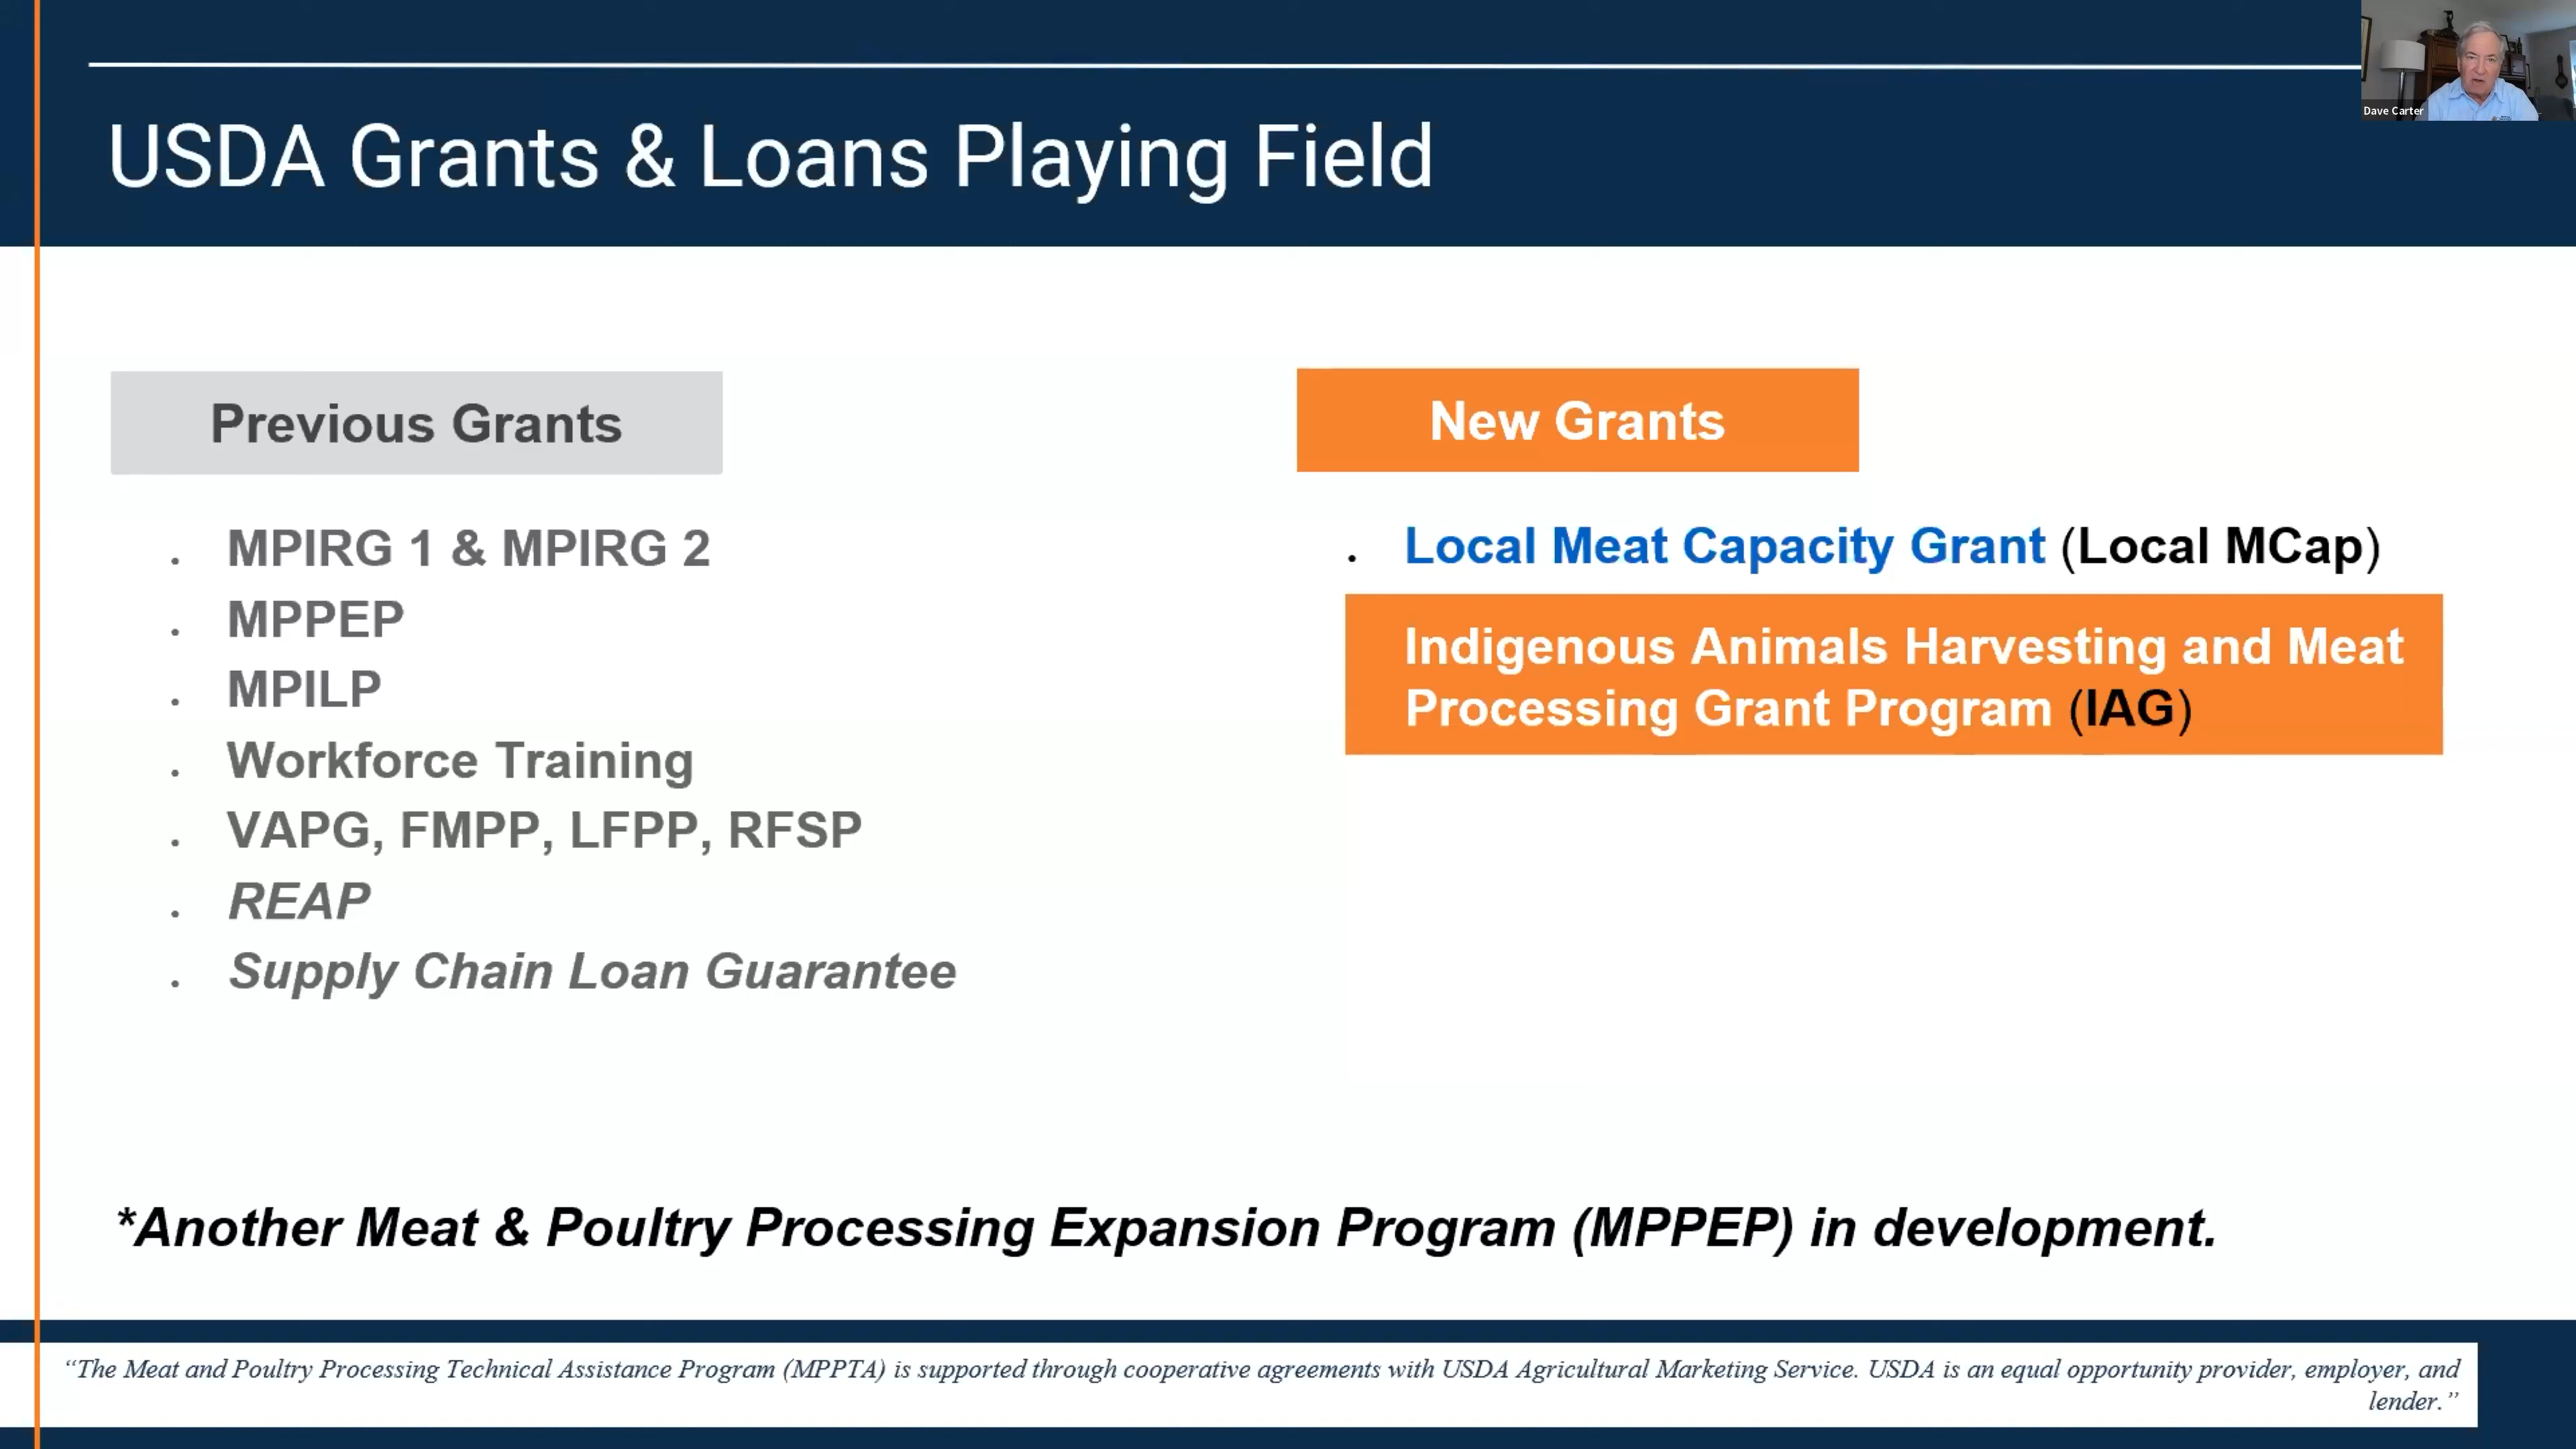 Dave Carter
USDA Grants & Loans Playing Field
Previous Grants
. MPIRG 1 & MPIRG 2
. MPPEP
. MPILP
. Workforce Training
. VAPG, FMPP, LFPP, RFSP
. REAP
. Supply Chain Loan Guarantee
New Grants
. Local Meat Capacity Grant (Local MCap)
Indigenous Animals Harvesting and Meat
Processing Grant Program (IAG)
*Another Meat & Poultry Processing Expansion Program (MPPEP) in development.
“The Meat and Poultry Processing Technical Assistance Program (MPPTA) is supported through cooperative agreements with USDA Agricultural Marketing Service. USDA is an equal opportunity provider, employer, and
lender.”